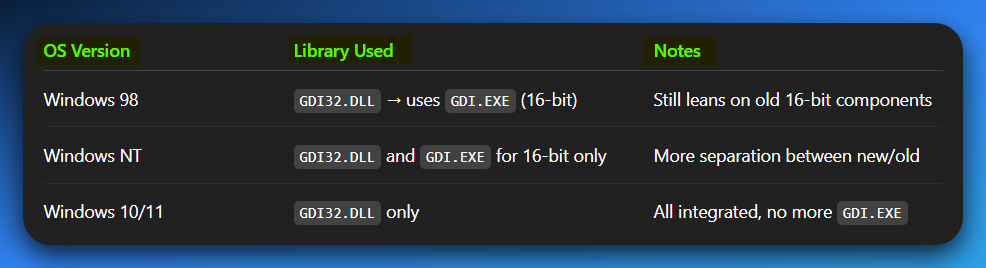 OS Version Library Used Notes
Windows 98 GDI32.DLL → uses GDI.EXE (16-bit) Still leans on old 16-bit components
Windows NT GDI32.DLL and GDI.EXE for 16-bit only More separation between new/old
Windows 10/11 GDI32.DLL only All integrated, no more GDI.EXE